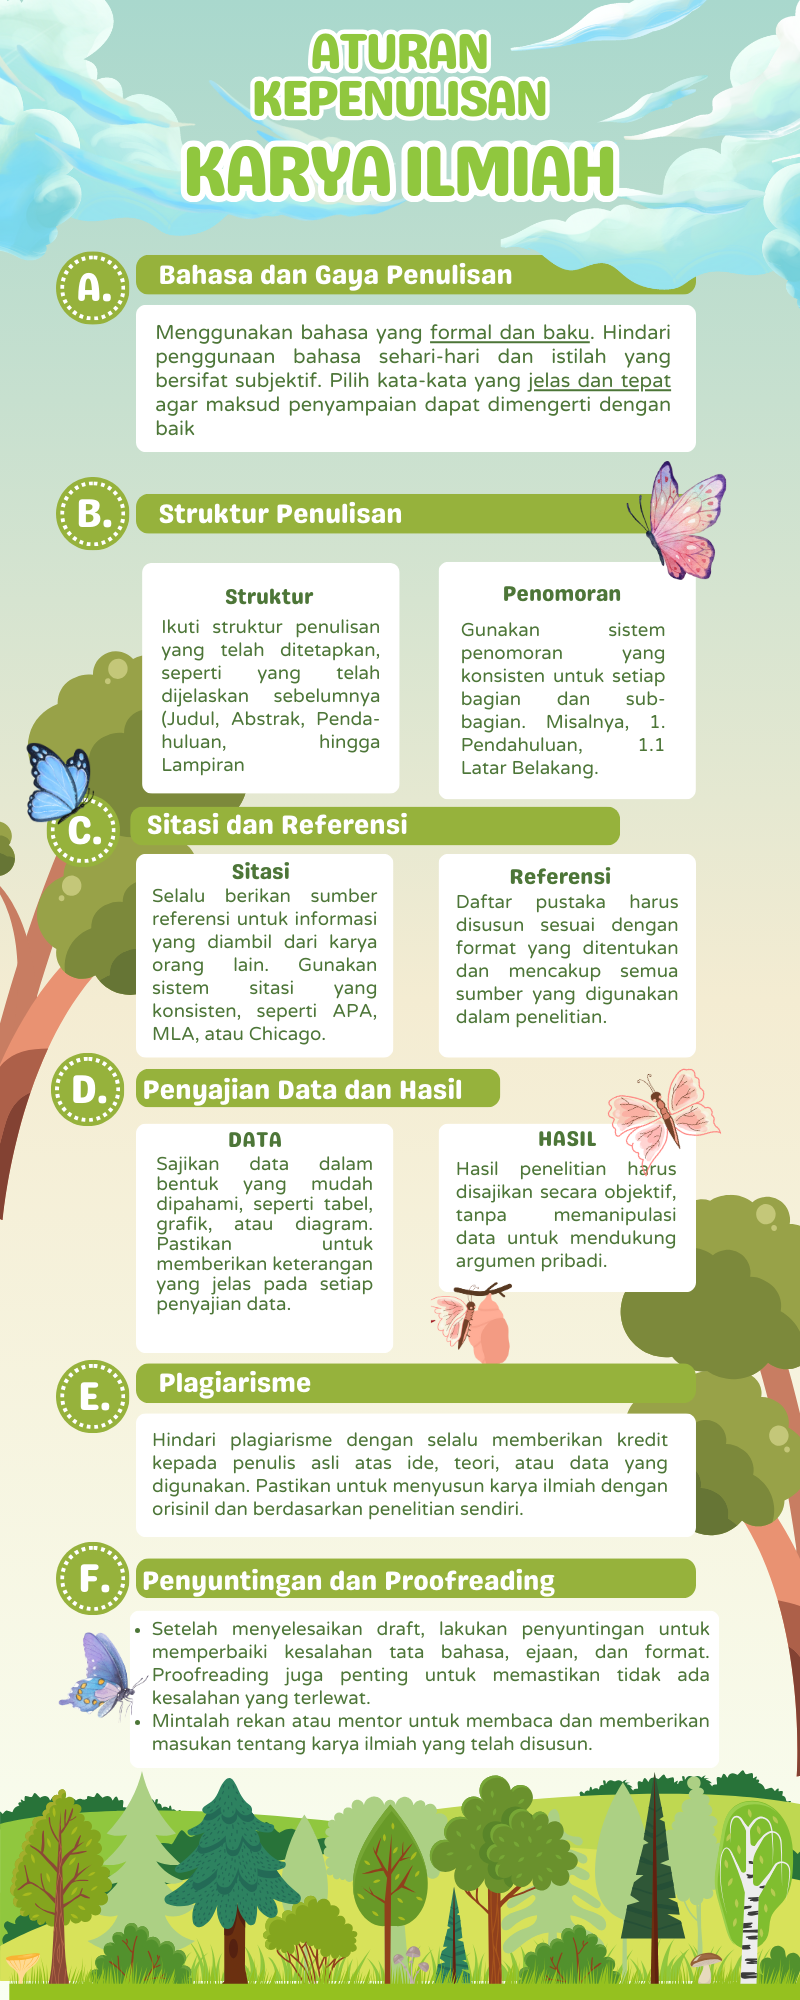 ATURAN
KEPENULISAN
KARYA ILMIAH
A.
Bahasa dan Gaya Penulisan
Menggunakan bahasa yang formal dan baku. Hindari
penggunaan bahasa sehari-hari dan istilah yang
bersifat subjektif. Pilih kata-kata yang jelas dan tepat
agar maksud penyampaian dapat dimengerti dengan
baik
B.
Struktur Penulisan
Struktur
Ikuti struktur penulisan
yang telah ditetapkan,
seperti yang telah
dijelaskan sebelumnya
(Judul, Abstrak, Penda-
huluan, hingga
Lampiran
Penomoran
Gunakan sistem
penomoran yang
konsisten untuk setiap
bagian dan sub-
bagian. Misalnya, 1.
Pendahuluan, 1.1
Latar Belakang.
C.
Sitasi dan Referensi
Sitasi
Selalu berikan sumber
referensi untuk informasi
yang diambil dari karya
orang lain. Gunakan
sistem sitasi yang
konsisten, seperti APA,
MLA, atau Chicago.
Referensi
Daftar pustaka harus
disusun sesuai dengan
format yang ditentukan
dan mencakup semua
sumber yang digunakan
dalam penelitian.
D.
Penyajian Data dan Hasil
DATA
Sajikan data dalam
bentuk yang mudah
dipahami, seperti tabel,
grafik, atau diagram.
Pastikan untuk
memberikan keterangan
yang jelas pada setiap
penyajian data.
HASIL
Hasil penelitian harus
disajikan secara objektif,
tanpa memanipulasi
data untuk mendukung
argumen pribadi.
E.
Plagiarisme
Hindari plagiarisme dengan selalu memberikan kredit
kepada penulis asli atas ide, teori, atau data yang
digunakan. Pastikan untuk menyusun karya ilmiah dengan
orisinil dan berdasarkan penelitian sendiri.
F.
Penyuntingan dan Proofreading
• Setelah menyelesaikan draft, lakukan penyuntingan untuk
memperbaiki kesalahan tata bahasa, ejaan, dan format.
Proofreading juga penting untuk memastikan tidak ada
kesalahan yang terlewat.
• Mintalah rekan atau mentor untuk membaca dan memberikan
masukan tentang karya ilmiah yang telah disusun.